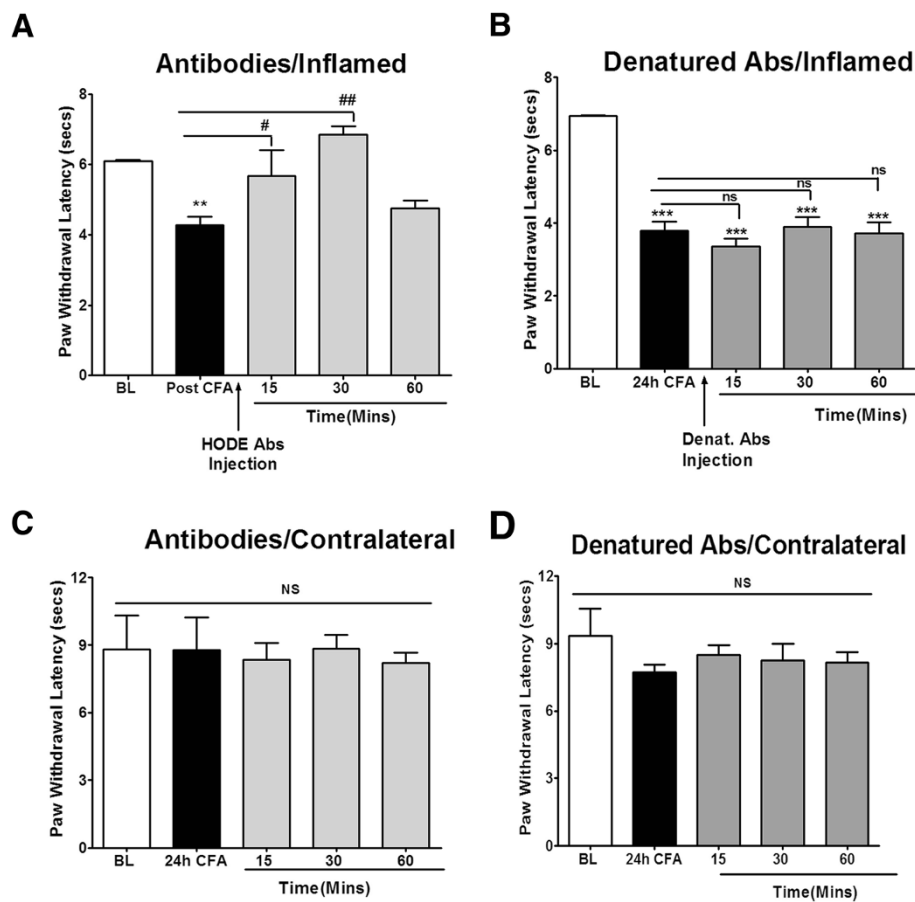 A
Antibodies/Inflamed
Paw Withdrawal Latency (secs)
8
6
4
2
0
**
#
##
BL
Post CFA
15
30
60
Time(Mins)
HODE Abs
Injection
B
Denatured Abs/Inflamed
Paw Withdrawal Latency (secs)
8
6
4
2
0
***
***
***
***
ns
ns
ns
BL
24h CFA
15
30
60
Time(Mins)
Denat. Abs
Injection
C
Antibodies/Contralateral
Paw Withdrawal Latency (secs)
12
9
6
3
0
NS
BL
24h CFA
15
30
60
Time(Mins)
D
Denatured Abs/Contralateral
Paw Withdrawal Latency (secs)
12
9
6
3
0
NS
BL
24h CFA
15
30
60
Time(Mins)